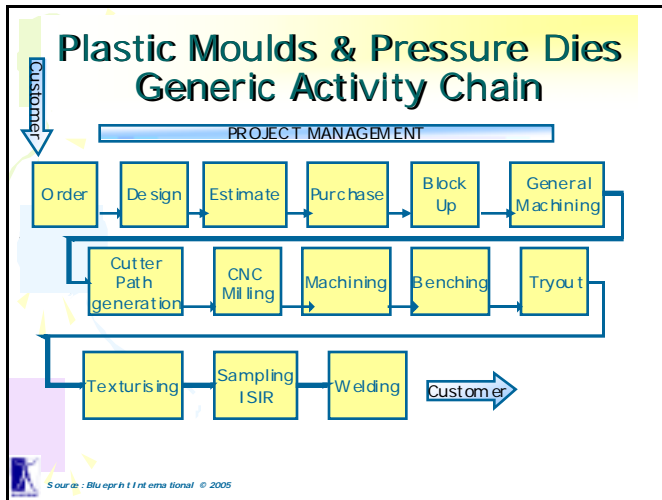 Plastic Moulds & Pressure Dies
Generic Activity Chain
Customer
PROJECT MANAGEMENT
Order
Design
Estimate
Purchase
Block
Up
General
Machining
Cutter
Path
generation
CNC
Milling
Machining
Benching
Tryout
Texturising
Sampling
ISIR
Welding
Customer
Source : Blueprint International © 2005